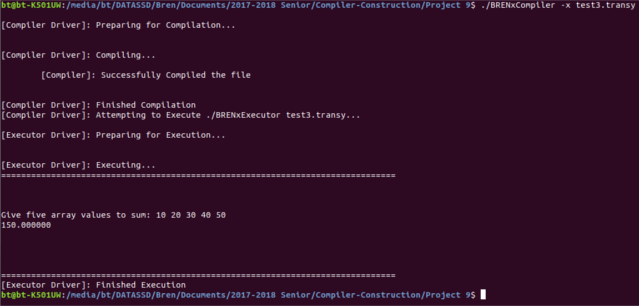 bt@bt-K501UW:/media/bt/DATASSD/Bren/Documents/2017-2018 Senior/Compiler-Construction/Project 9$ ./BRENxCompiler -x test3.transy
[Compiler Driver]: Preparing for Compilation...
[Compiler Driver]: Compiling...
[Compiler]: Successfully Compiled the file
[Compiler Driver]: Finished Compilation
[Compiler Driver]: Attempting to Execute ./BRENxExecutor test3.transy...
[Executor Driver]: Preparing for Execution...
[Executor Driver]: Executing...
===============================================================================
Give five array values to sum: 10 20 30 40 50
150.000000
===============================================================================
[Executor Driver]: Finished Execution
bt@bt-K501UW:/media/bt/DATASSD/Bren/Documents/2017-2018 Senior/Compiler-Construction/Project 9$